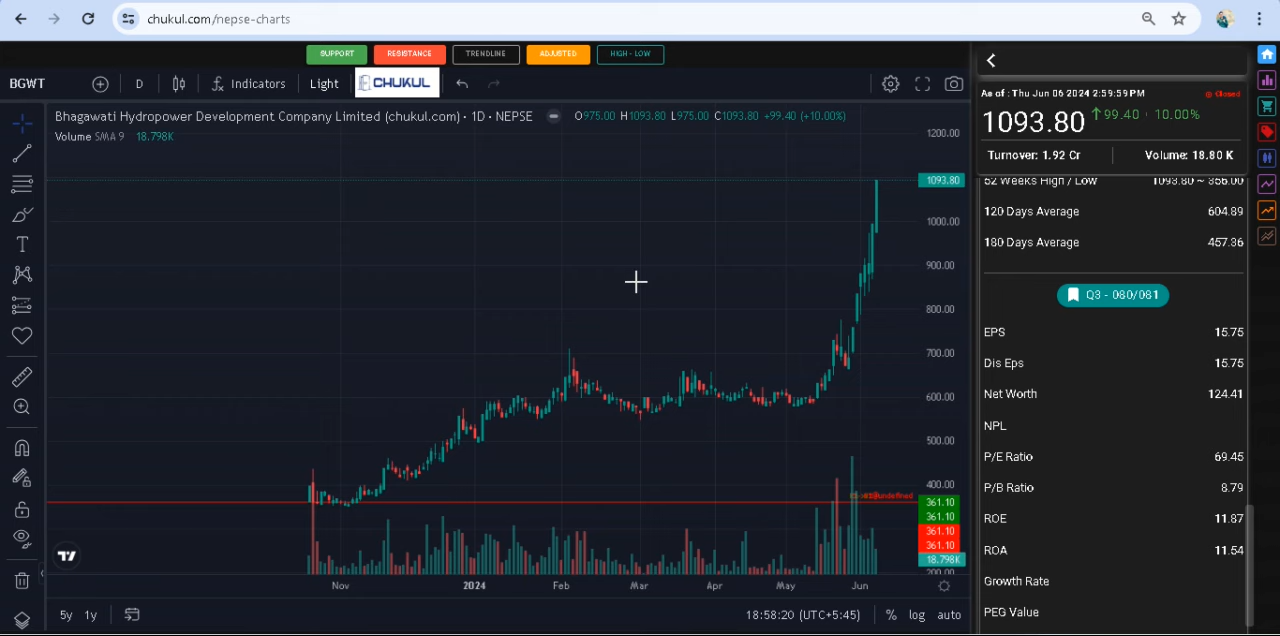 chukul.com/nepse-charts
SUPPORT RESISTANCE TRENDLINE ADJUSTED HIGH - LOW
BGWT D Indicators Light CHUKUL
Bhagawati Hydropower Development Company Limited (chukul.com) · 1D · NEPSE O975.00 H1093.80 L975.00 C1093.80 +99.40 (+10.00%)
Volume SMA 9 18.798K
1200.00
1093.80
1000.00
900.00
800.00
700.00
600.00
500.00
400.00
361.10
361.10
361.10
361.10
18.798K
200.00
Nov 2024 Feb Mar Apr May Jun
5y 1y 18:58:20 (UTC+5:45) % log auto
As of : Thu Jun 06 2024 2:59:59 PM Closed
1093.80 99.40 10.00%
Turnover: 1.92 Cr Volume: 18.80 K
52 Weeks High / Low 1093.80 ~ 356.00
120 Days Average 604.89
180 Days Average 457.36
Q3 - 080/081
EPS 15.75
Dis Eps 15.75
Net Worth 124.41
NPL
P/E Ratio 69.45
P/B Ratio 8.79
ROE 11.87
ROA 11.54
Growth Rate
PEG Value